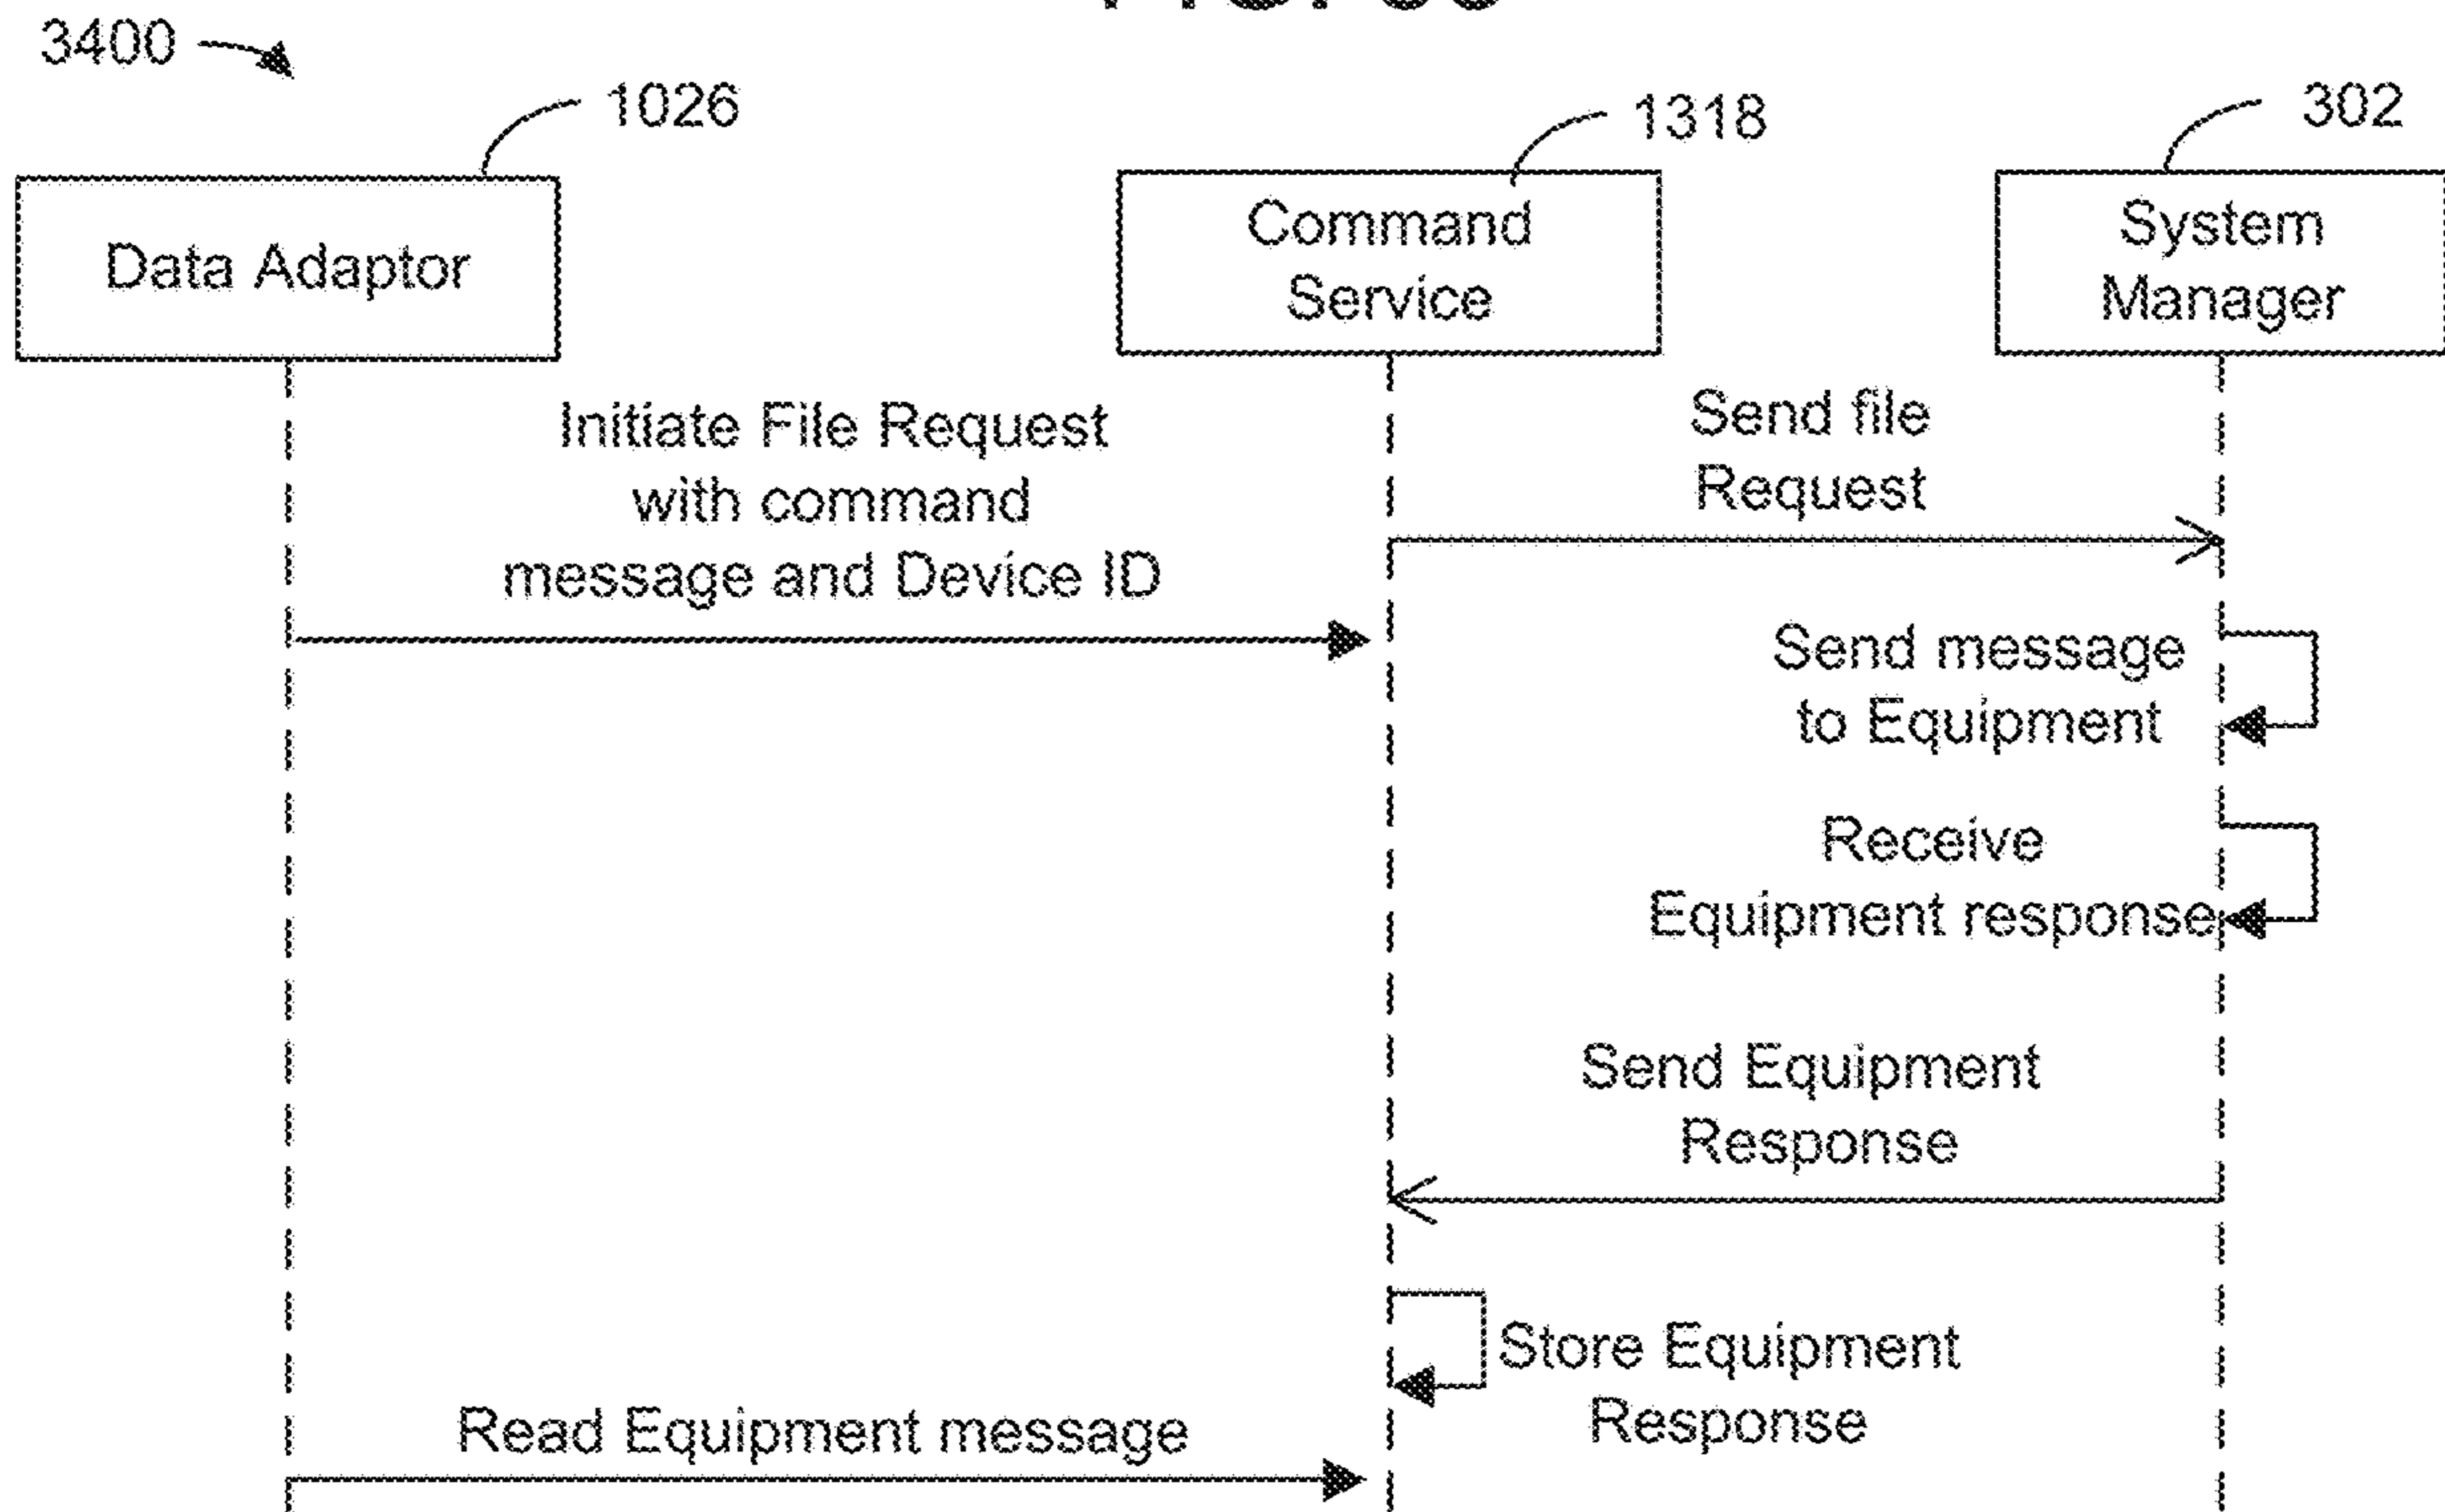 3400
1026
1318
302
Data Adaptor
Command
Service
System
Manager
Initiate File Request
with command
message and Device ID
Send file
Request
Send message
to Equipment
Receive
Equipment response
Send Equipment
Response
Store Equipment
Response
Read Equipment message